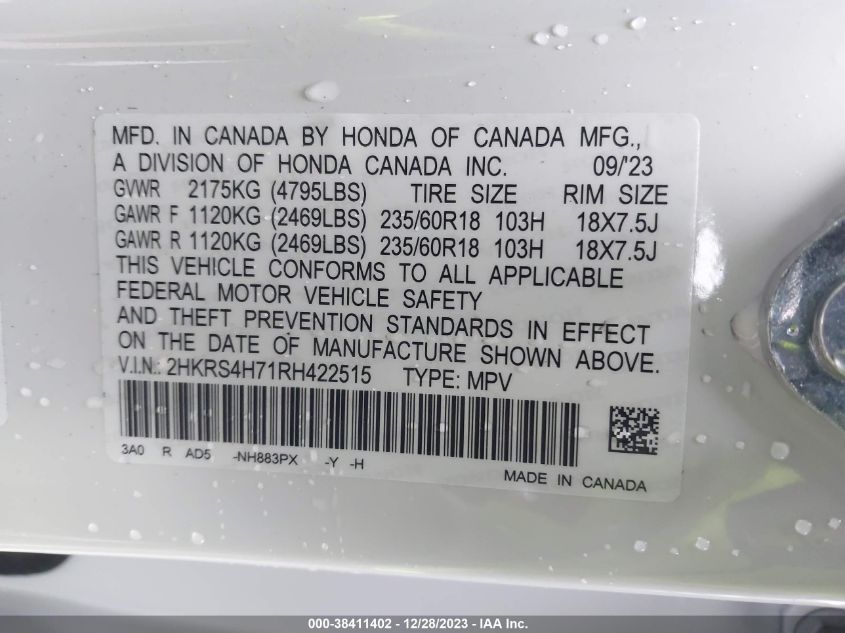 MFD. IN CANADA BY HONDA OF CANADA MFG.,
A DIVISION OF HONDA CANADA INC. 09/'23
GVWR 2175KG (4795LBS) TIRE SIZE RIM SIZE
GAWR F 1120KG (2469LBS) 235/60R18 103H 18X7.5J
GAWR R 1120KG (2469LBS) 235/60R18 103H 18X7.5J
THIS VEHICLE CONFORMS TO ALL APPLICABLE
FEDERAL MOTOR VEHICLE SAFETY
AND THEFT PREVENTION STANDARDS IN EFFECT
ON THE DATE OF MANUFACTURE SHOWN ABOVE.
V.I.N.: 2HKRS4H71RH422515 TYPE: MPV
3A0 R AD5 -NH883PX -Y -H
MADE IN CANADA
000-38411402 - 12/28/2023 - IAA Inc.